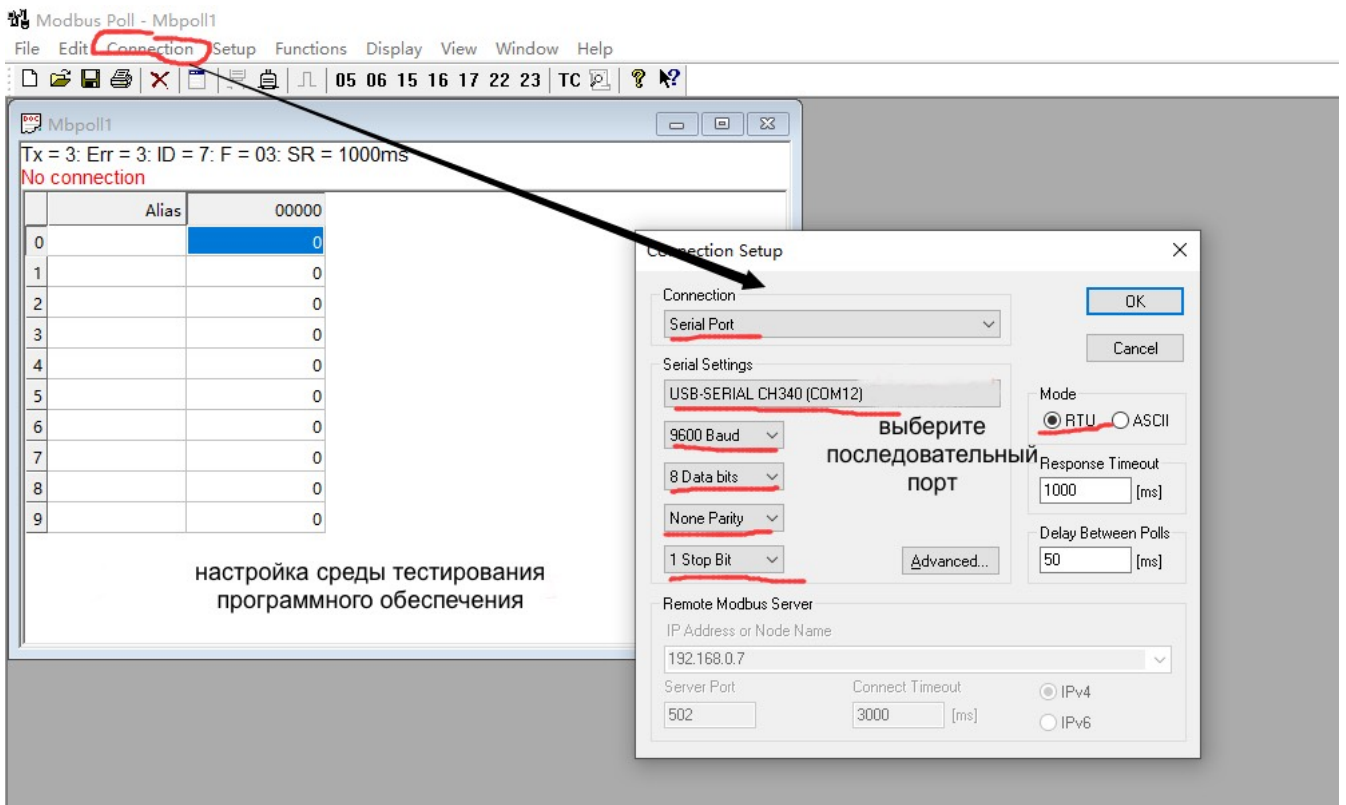 Modbus Poll - Mbpoll1
File Edit Connection Setup Functions Display View Window Help
05 06 15 16 17 22 23 TC
Mbpoll1
Tx = 3: Err = 3: ID = 7: F = 03: SR = 1000ms
No connection
Alias 00000
0 0
1 0
2 0
3 0
4 0
5 0
6 0
7 0
8 0
9 0
настройка среды тестирования
программного обеспечения
Connection Setup
Connection
Serial Port
OK
Cancel
Serial Settings
USB-SERIAL CH340 (COM12)
9600 Baud
8 Data bits
None Parity
1 Stop Bit
выберите
последовательный
порт
Advanced...
Mode
RTU ASCII
Response Timeout
1000 [ms]
Delay Between Polls
50 [ms]
Remote Modbus Server
IP Address or Node Name
192.168.0.7
Server Port Connect Timeout
502 3000 [ms]
IPv4
IPv6